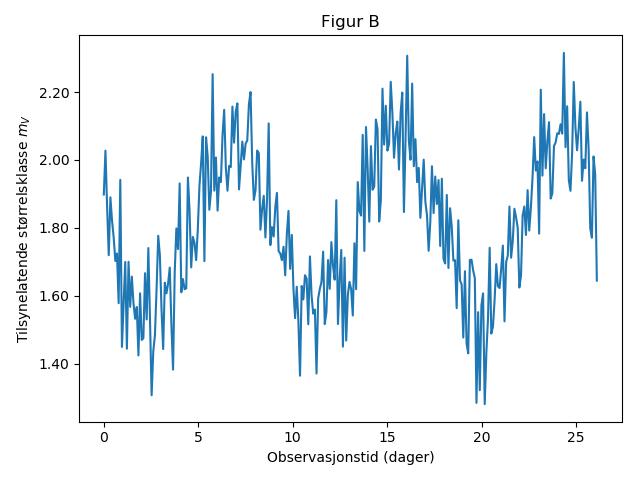 Figur B
Tilsynelatende størrelsklasse $m_V$
2.20
2.00
1.80
1.60
1.40
0 5 10 15 20 25
Observasjonstid (dager)